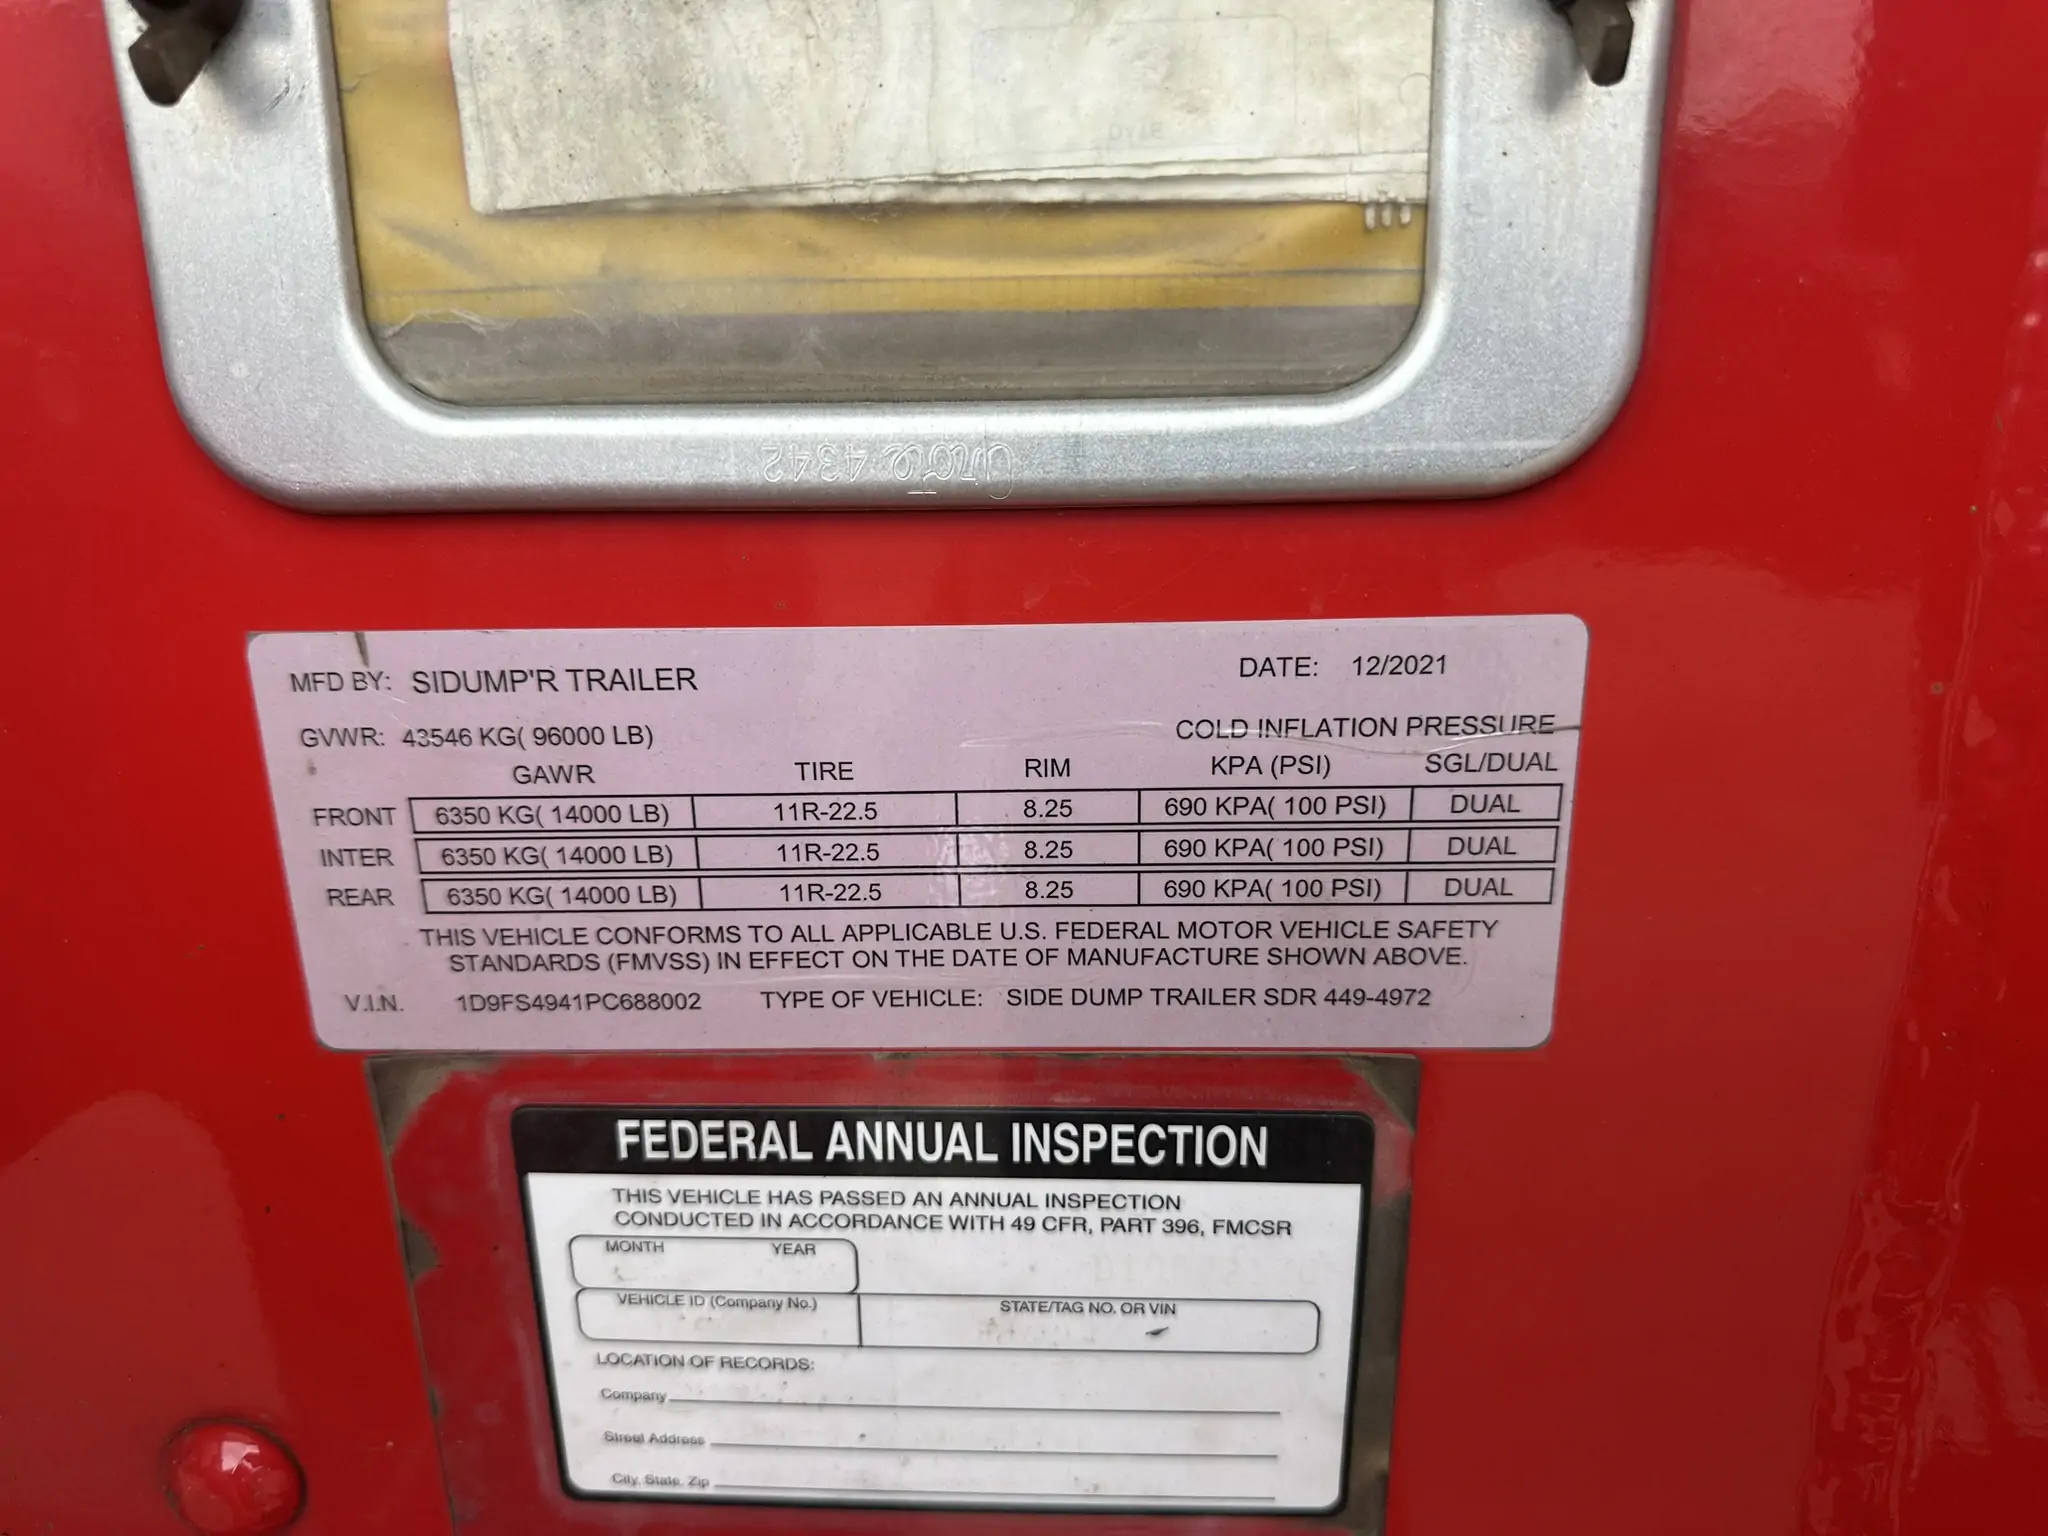 DATE
4342
MFD BY: SIDUMP'R TRAILER DATE: 12/2021
GVWR: 43546 KG( 96000 LB) COLD INFLATION PRESSURE
GAWR TIRE RIM KPA (PSI) SGL/DUAL
FRONT 6350 KG( 14000 LB) 11R-22.5 8.25 690 KPA( 100 PSI) DUAL
INTER 6350 KG( 14000 LB) 11R-22.5 8.25 690 KPA( 100 PSI) DUAL
REAR 6350 KG( 14000 LB) 11R-22.5 8.25 690 KPA( 100 PSI) DUAL
THIS VEHICLE CONFORMS TO ALL APPLICABLE U.S. FEDERAL MOTOR VEHICLE SAFETY
STANDARDS (FMVSS) IN EFFECT ON THE DATE OF MANUFACTURE SHOWN ABOVE.
V.I.N. 1D9FS4941PC688002 TYPE OF VEHICLE: SIDE DUMP TRAILER SDR 449-4972
FEDERAL ANNUAL INSPECTION
THIS VEHICLE HAS PASSED AN ANNUAL INSPECTION
CONDUCTED IN ACCORDANCE WITH 49 CFR, PART 396, FMCSR
MONTH YEAR
VEHICLE ID (Company No.) STATE/TAG NO. OR VIN
LOCATION OF RECORDS:
Company
Street Address
City, State, Zip